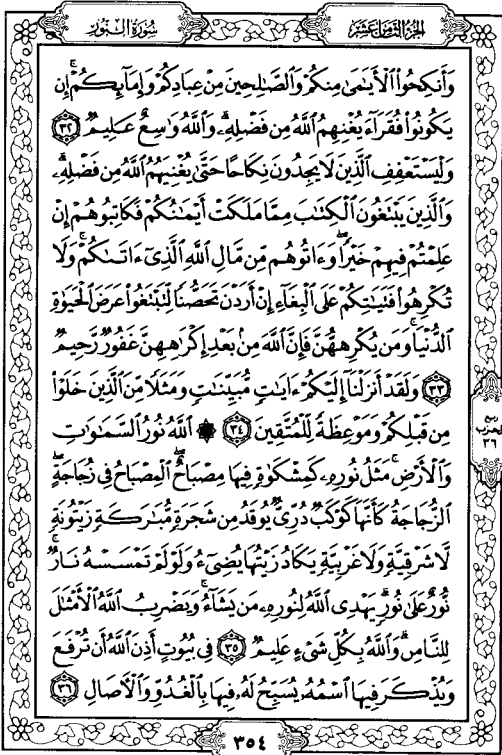 الجزء الثامن عشر
سورة النور
وَأَنكِحُوا۟ ٱلْأَيَٰمَىٰ مِنكُمْ وَٱلصَّٰلِحِينَ مِنْ عِبَادِكُمْ وَإِمَآئِكُمْ ۚ إِن
يَكُونُوا۟ فُقَرَآءَ يُغْنِهِمُ ٱللَّهُ مِن فَضْلِهِۦ ۗ وَٱللَّهُ وَٰسِعٌ عَلِيمٌ ٣٢
وَلْيَسْتَعْفِفِ ٱلَّذِينَ لَا يَجِدُونَ نِكَاحًا حَتَّىٰ يُغْنِيَهُمُ ٱللَّهُ مِن فَضْلِهِۦ ۗ
وَٱلَّذِينَ يَبْتَغُونَ ٱلْكِتَٰبَ مِمَّا مَلَكَتْ أَيْمَٰنُكُمْ فَكَاتِبُوهُمْ إِنْ
عَلِمْتُمْ فِيهِمْ خَيْرًا ۖ وَءَاتُوهُم مِّن مَّالِ ٱللَّهِ ٱلَّذِىٓ ءَاتَىٰكُمْ ۚ وَلَا
تُكْرِهُوا۟ فَتَيَٰتِكُمْ عَلَى ٱلْبِغَآءِ إِنْ أَرَدْنَ تَحَصُّنًا لِّتَبْتَغُوا۟ عَرَضَ ٱلْحَيَوٰةِ
ٱلدُّنْيَا ۚ وَمَن يُكْرِههُّنَّ فَإِنَّ ٱللَّهَ مِنۢ بَعْدِ إِكْرَٰهِهِنَّ غَفُورٌ رَّحِيمٌ
٣٣ وَلَقَدْ أَنزَلْنَآ إِلَيْكُمْ ءَايَٰتٍ مُّبَيِّنَٰتٍ وَمَثَلًا مِّنَ ٱلَّذِينَ خَلَوْا۟
مِن قَبْلِكُمْ وَمَوْعِظَةً لِّلْمُتَّقِينَ ٣٤ ۞ ٱللَّهُ نُورُ ٱلسَّمَٰوَٰتِ
وَٱلْأَرْضِ ۚ مَثَلُ نُورِهِۦ كَمِشْكَوٰةٍ فِيهَا مِصْبَاحٌ ۖ ٱلْمِصْبَاحُ فِى زُجَاجَةٍ ۖ
ٱلزُّجَاجَةُ كَأَنَّهَا كَوْكَبٌ دُرِّىٌّ يُوقَدُ مِن شَجَرَةٍ مُّبَٰرَكَةٍ زَيْتُونَةٍ
لَّا شَرْقِيَّةٍ وَلَا غَرْبِيَّةٍ يَكَادُ زَيْتُهَا يُضِىٓءُ وَلَوْ لَمْ تَمْسَسْهُ نَارٌ ۚ
نُّورٌ عَلَىٰ نُورٍ ۗ يَهْدِى ٱللَّهُ لِنُورِهِۦ مَن يَشَآءُ ۚ وَيَضْرِبُ ٱللَّهُ ٱلْأَمْثَٰلَ
لِلنَّاسِ ۗ وَٱللَّهُ بِكُلِّ شَىْءٍ عَلِيمٌ ٣٥ فِى بُيُوتٍ أَذِنَ ٱللَّهُ أَن تُرْفَعَ
وَيُذْكَرَ فِيهَا ٱسْمُهُۥ يُسَبِّحُ لَهُۥ فِيهَا بِٱلْغُدُوِّ وَٱلْءَاصَالِ ٣٦
ربع
الحزب
٣٦
٣٥٤